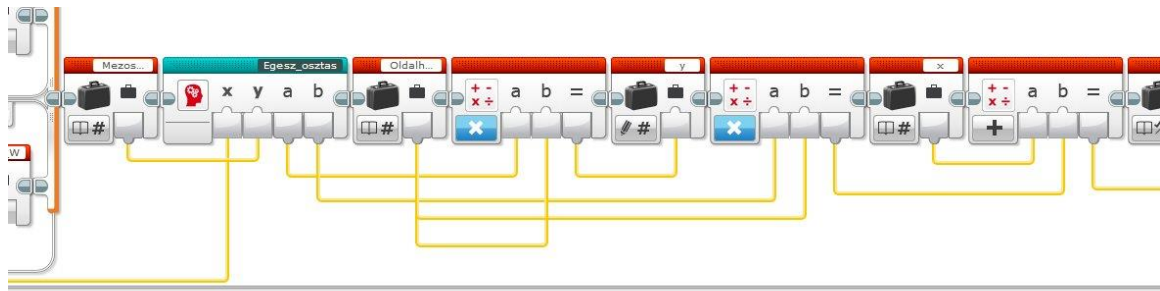 Mezos... Egesz_osztas Oldalh... y x
x y a b a b = a b = a b =
# # # #
w